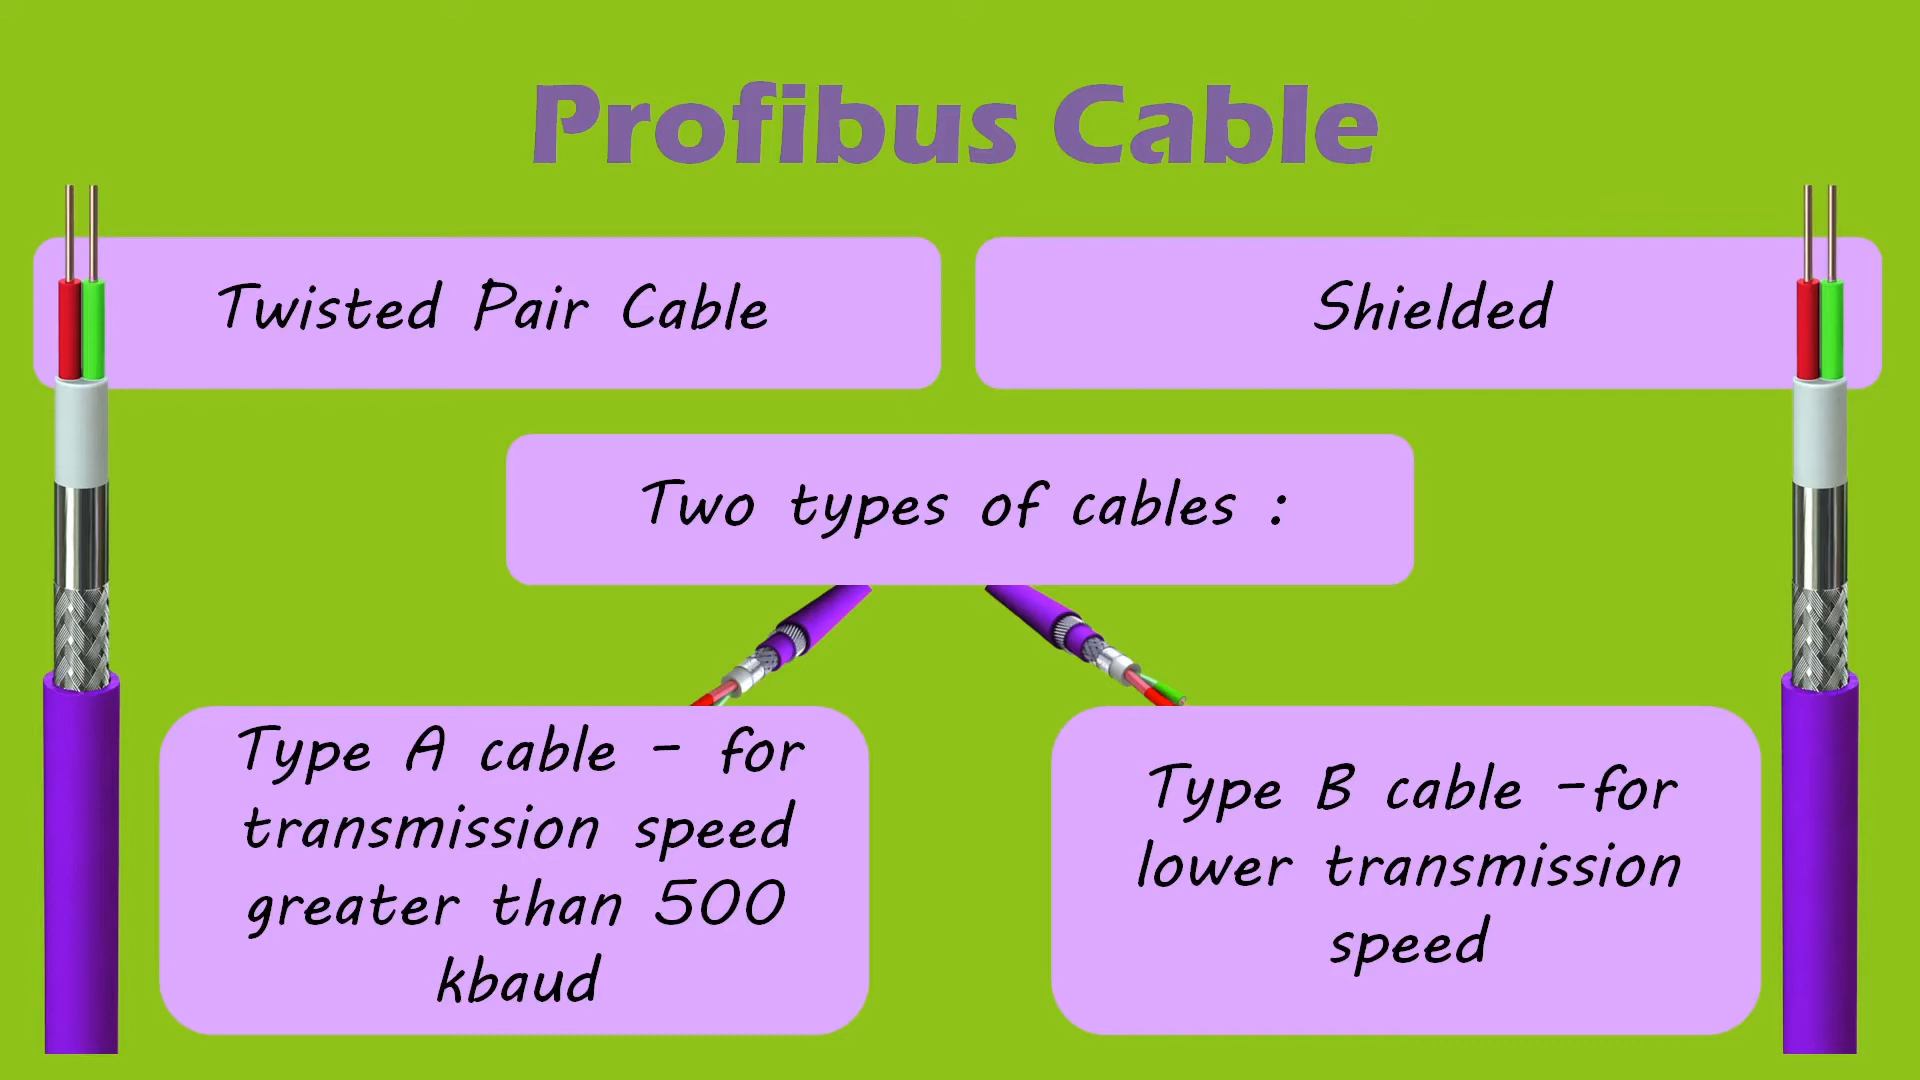 Profibus Cable
Twisted Pair Cable
Shielded
Two types of cables :
Type A cable - for
transmission speed
greater than 500
kbaud
Type B cable -for
lower transmission
speed